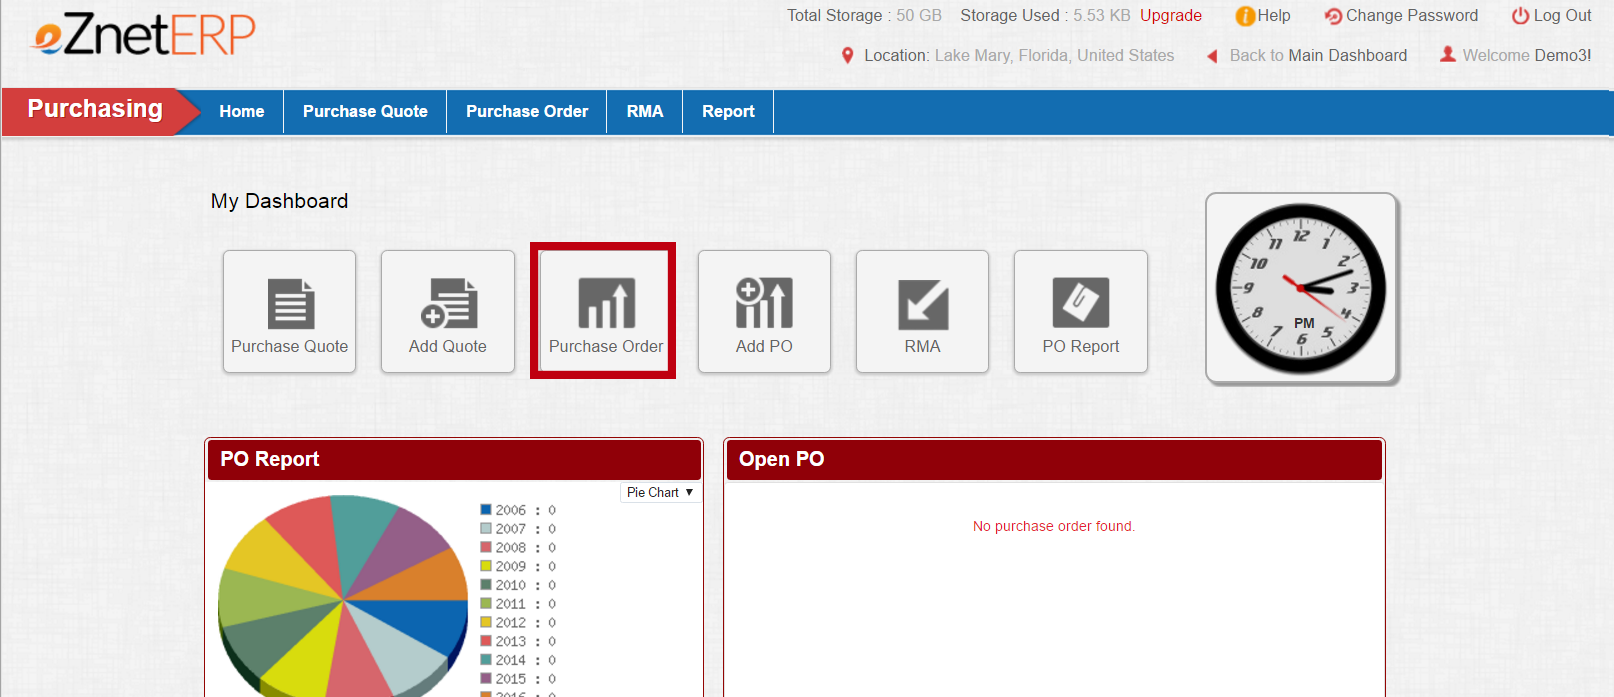 eZnetERP
Total Storage : 50 GB Storage Used : 5.53 KB Upgrade Help Change Password Log Out
Location: Lake Mary, Florida, United States Back to Main Dashboard Welcome Demo3!
Purchasing Home Purchase Quote Purchase Order RMA Report
My Dashboard
Purchase Quote Add Quote Purchase Order Add PO RMA PO Report
12
1
2
3
4
5
6
7
8
9
10
11
PM
PO Report
Pie Chart
2006 : 0
2007 : 0
2008 : 0
2009 : 0
2010 : 0
2011 : 0
2012 : 0
2013 : 0
2014 : 0
2015 : 0
2016 : 0
Open PO
No purchase order found.